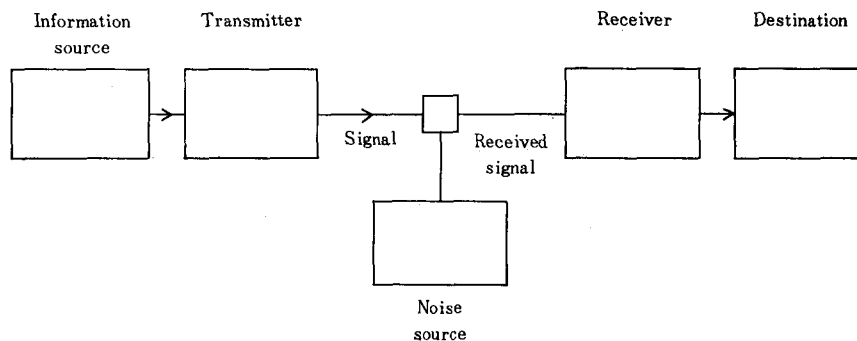 Information
source
Transmitter
Receiver
Destination
Signal
Received
signal
Noise
source